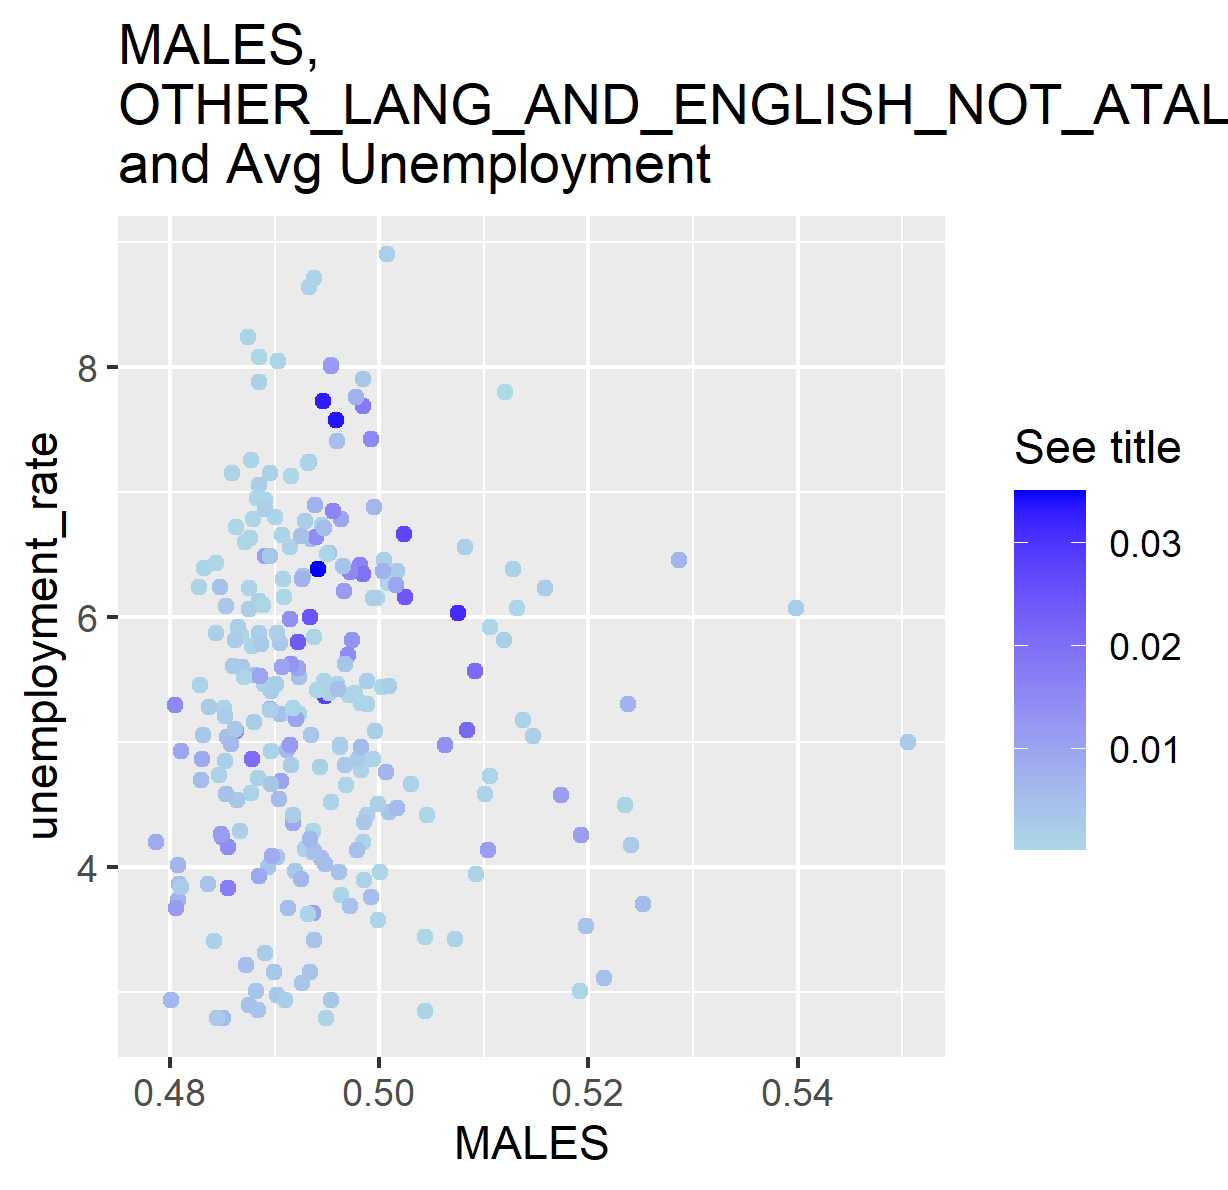 MALES,
OTHER_LANG_AND_ENGLISH_NOT_ATAL
and Avg Unemployment
8
6
4
unemployment_rate
0.48 0.50 0.52 0.54
MALES
See title
0.03
0.02
0.01